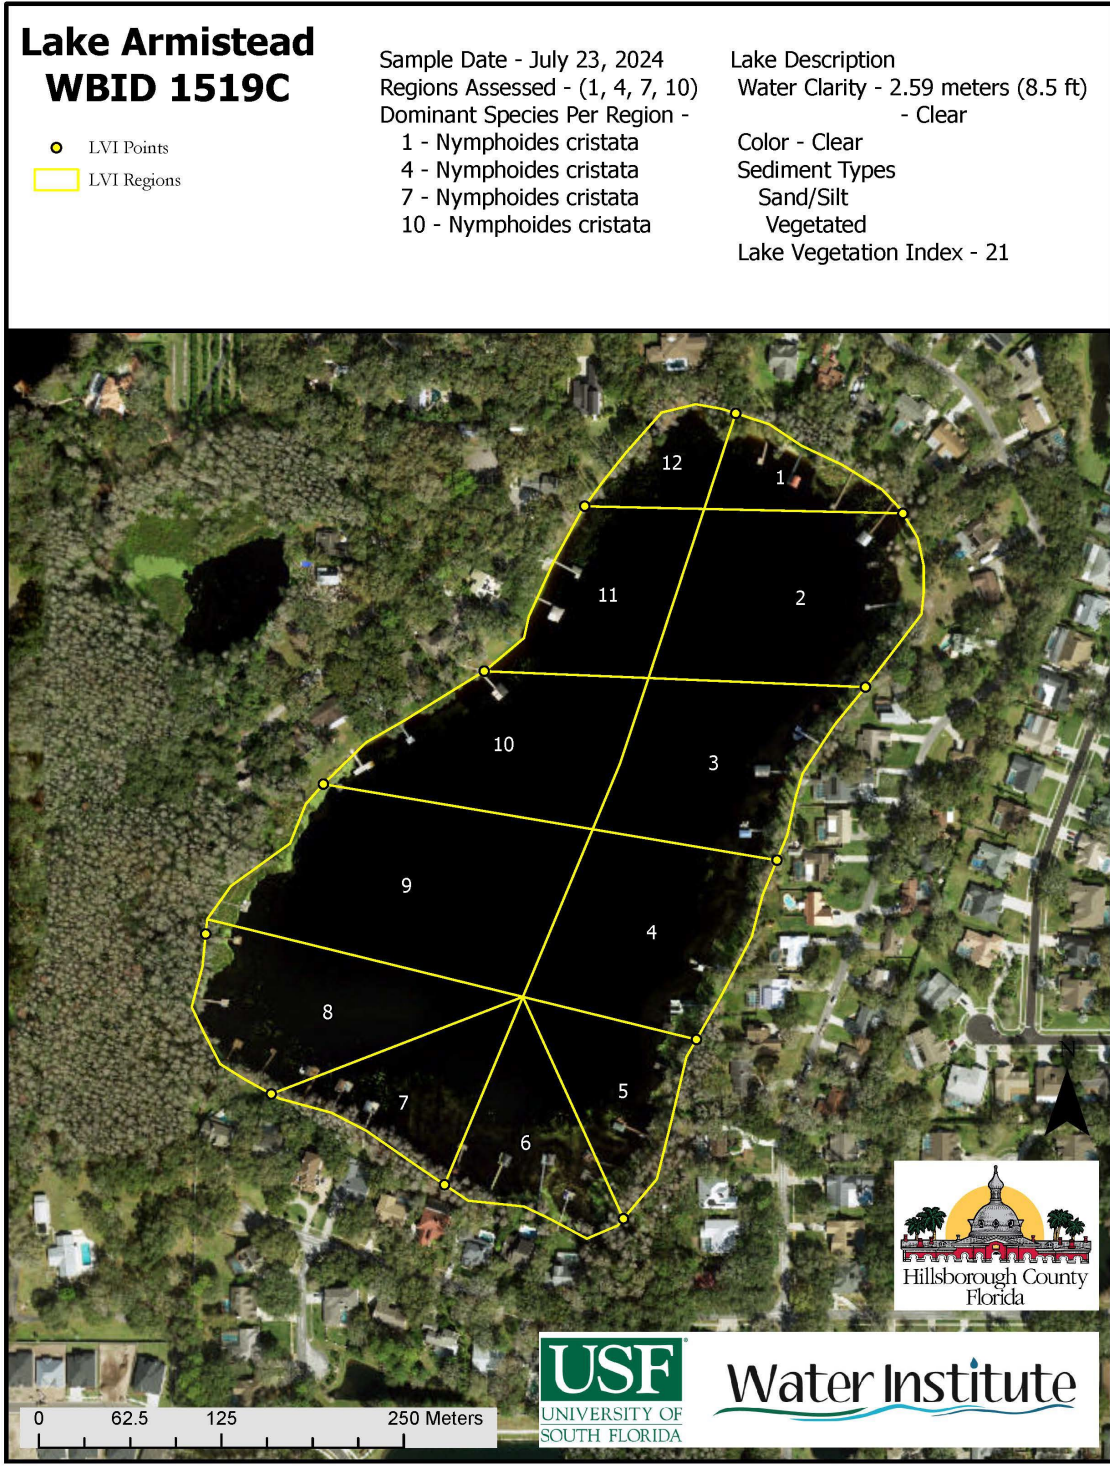 Lake Armistead
WBID 1519C
LVI Points
LVI Regions
Sample Date - July 23, 2024
Regions Assessed - (1, 4, 7, 10)
Dominant Species Per Region -
1 - Nymphoides cristata
4 - Nymphoides cristata
7 - Nymphoides cristata
10 - Nymphoides cristata
Lake Description
Water Clarity - 2.59 meters (8.5 ft)
- Clear
Color - Clear
Sediment Types
Sand/Silt
Vegetated
Lake Vegetation Index - 21
12
1
11
2
10
3
9
4
8
5
7
6
N
Hillsborough County
Florida
0 62.5 125 250 Meters
USF
UNIVERSITY OF
SOUTH FLORIDA
Water Institute